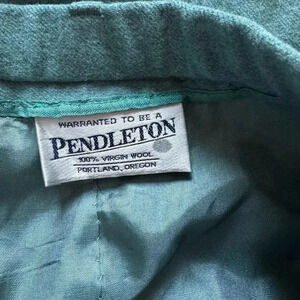 WARRANTED TO BE A
PENDLETON
100% VIRGIN WOOL
PORTLAND, OREGON